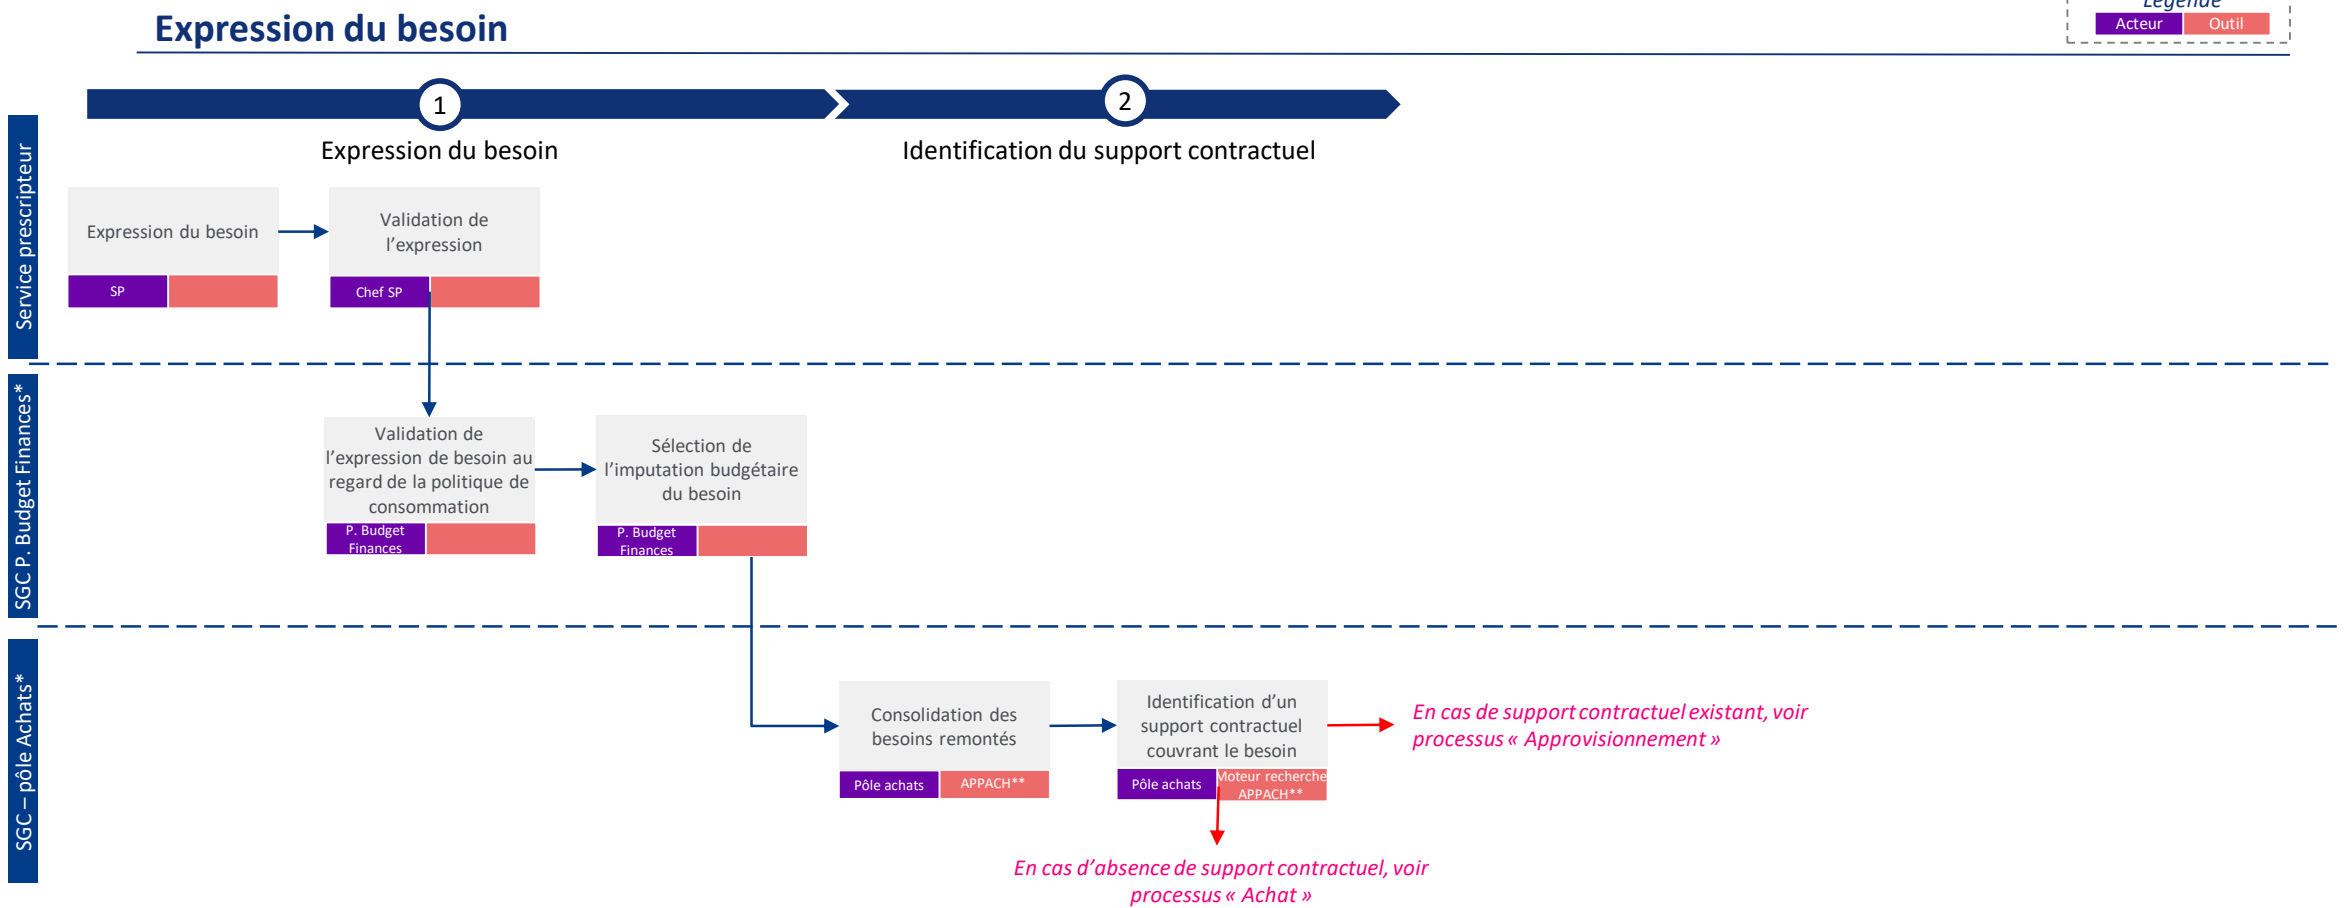 Expression du besoin
Légende
Acteur
Outil
1
2
Expression du besoin
Identification du support contractuel
Service prescripteur
Expression du besoin
SP
Validation de
l’expression
Chef SP
SGC P. Budget Finances*
Validation de
l’expression de besoin au
regard de la politique de
consommation
P. Budget
Finances
Sélection de
l’imputation budgétaire
du besoin
P. Budget
Finances
SGC – pôle Achats*
Consolidation des
besoins remontés
Pôle achats
APPACH**
Identification d’un
support contractuel
couvrant le besoin
Pôle achats
Moteur recherche
APPACH**
En cas de support contractuel existant, voir
processus « Approvisionnement »
En cas d’absence de support contractuel, voir
processus « Achat »